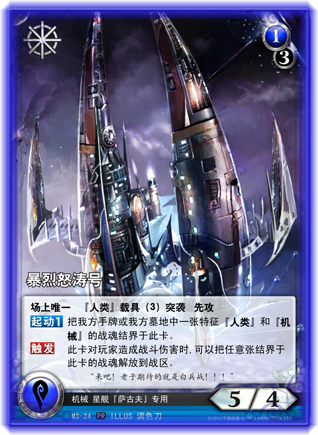 I
3
暴烈怒涛号
场上唯一 『人类』载具（3）突袭 先攻
起动1 把我方手牌或我方墓地中一张特征『人类』和『机
械』的战魂结界于此卡。
触发 此卡对玩家造成战斗伤害时,可以把任意张结界于
此卡的战魂解放到战区。
"来吧！老子期待的就是白兵战！！！"
机械 星舰『萨古夫』专用
M3-24 PR ILLUS 调色刀
5/4